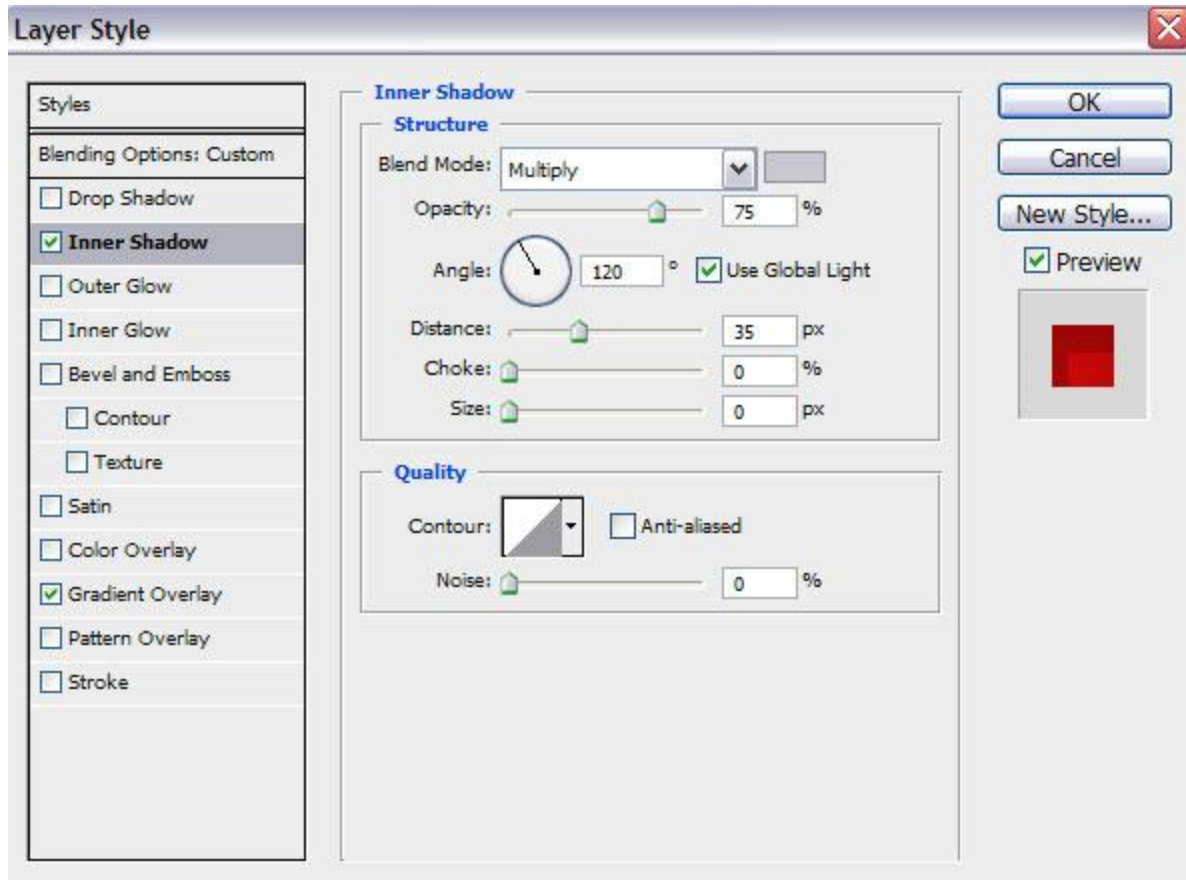 Layer Style
Styles
Blending Options: Custom
Drop Shadow
Inner Shadow
Outer Glow
Inner Glow
Bevel and Emboss
Contour
Texture
Satin
Color Overlay
Gradient Overlay
Pattern Overlay
Stroke
Inner Shadow
Structure
Blend Mode: Multiply
Opacity: 75 %
Angle: 120 ° Use Global Light
Distance: 35 px
Choke: 0 %
Size: 0 px
Quality
Contour: Anti-aliased
Noise: 0 %
OK
Cancel
New Style...
Preview